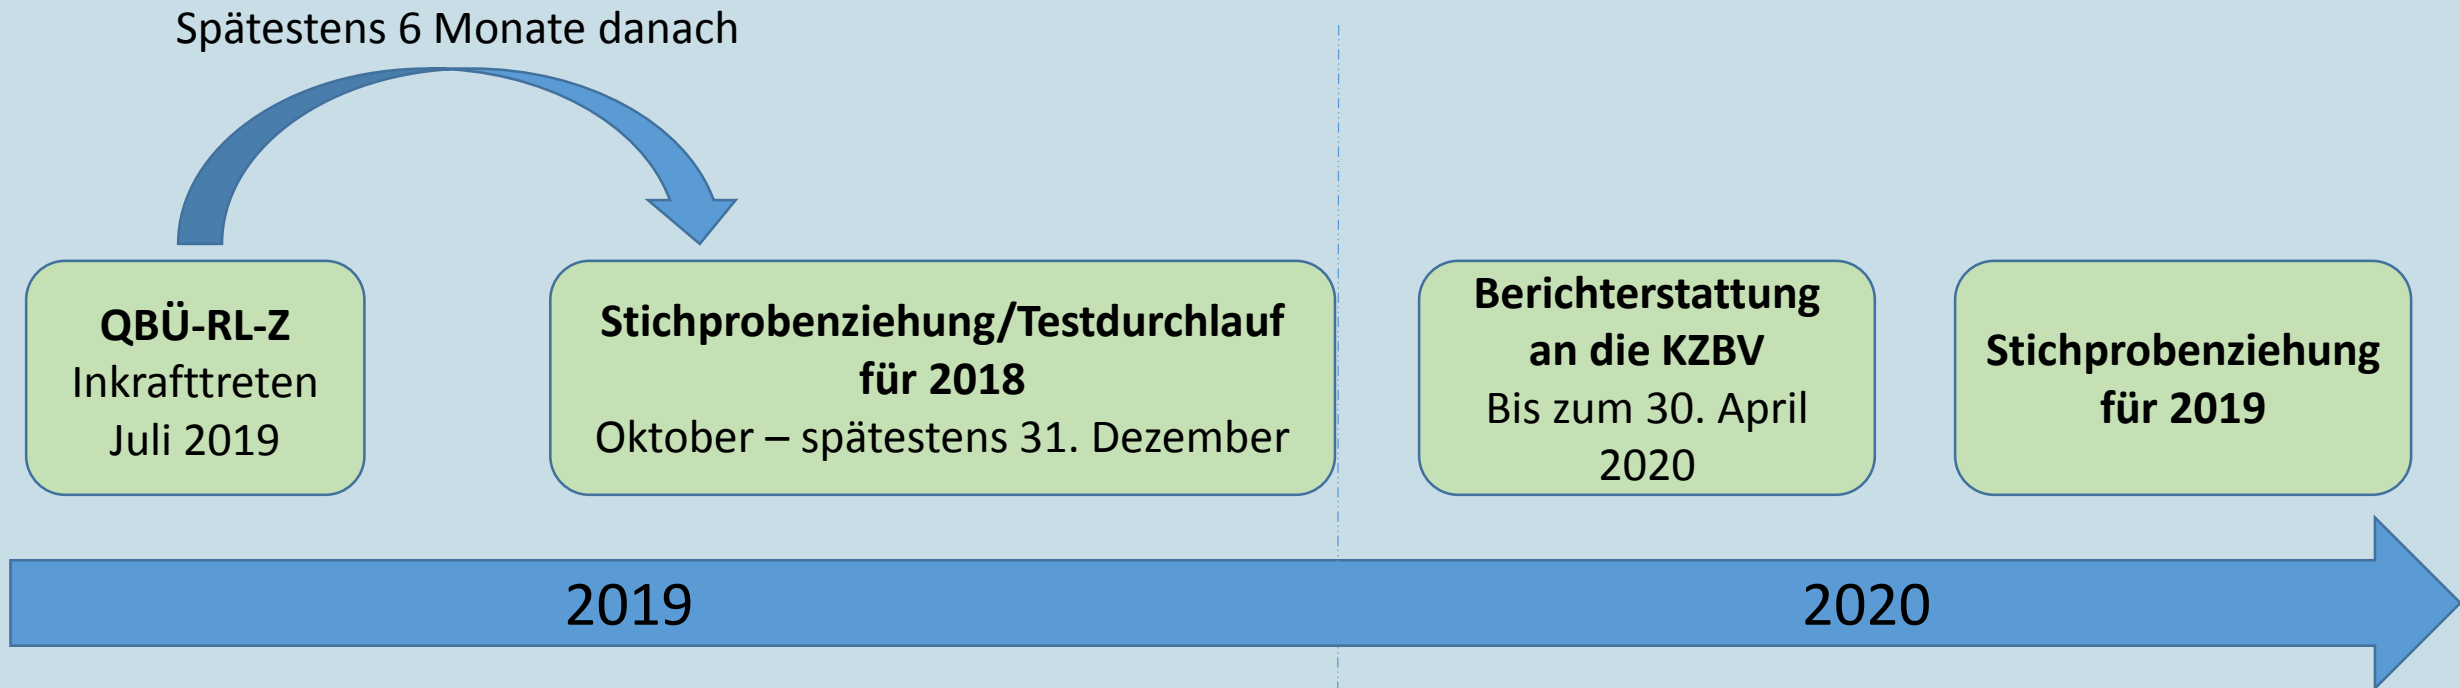 Spätestens 6 Monate danach
QBÜ-RL-Z
Inkrafttreten
Juli 2019
Stichprobenziehung/Testdurchlauf
für 2018
Oktober – spätestens 31. Dezember
Berichterstattung
an die KZBV
Bis zum 30. April
2020
Stichprobenziehung
für 2019
2019
2020